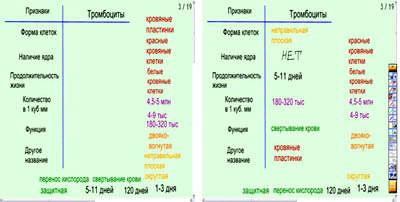 3 / 19
Признаки
Тромбоциты
Форма клеток
Наличие ядра
Продолжительность
жизни
Количество
в 1 куб мм
Функция
Другое
название
кровяные
пластинки
красные
кровяные
клетки
белые
кровяные
клетки
4,5-5 млн
4-9 тыс
180-320 тыс
двояко-
вогнутая
неправильная
плоская
округлая
перенос кислорода свертывание крови
защитная 5-11 дней 120 дней 1-3 дня
3 / 19
Признаки
Тромбоциты
Форма клеток
неправильная
плоская
Наличие ядра
НЕТ
Продолжительность
жизни
5-11 дней
Количество
в 1 куб мм
180-320 тыс
Функция
свертывание крови
Другое
название
кровяные
пластинки
красные
кровяные
клетки
белые
кровяные
клетки
4,5-5 млн
4-9 тыс
двояко-
вогнутая
округлая
перенос кислорода свертывание крови
защитная 5-11 дней 120 дней 1-3 дня